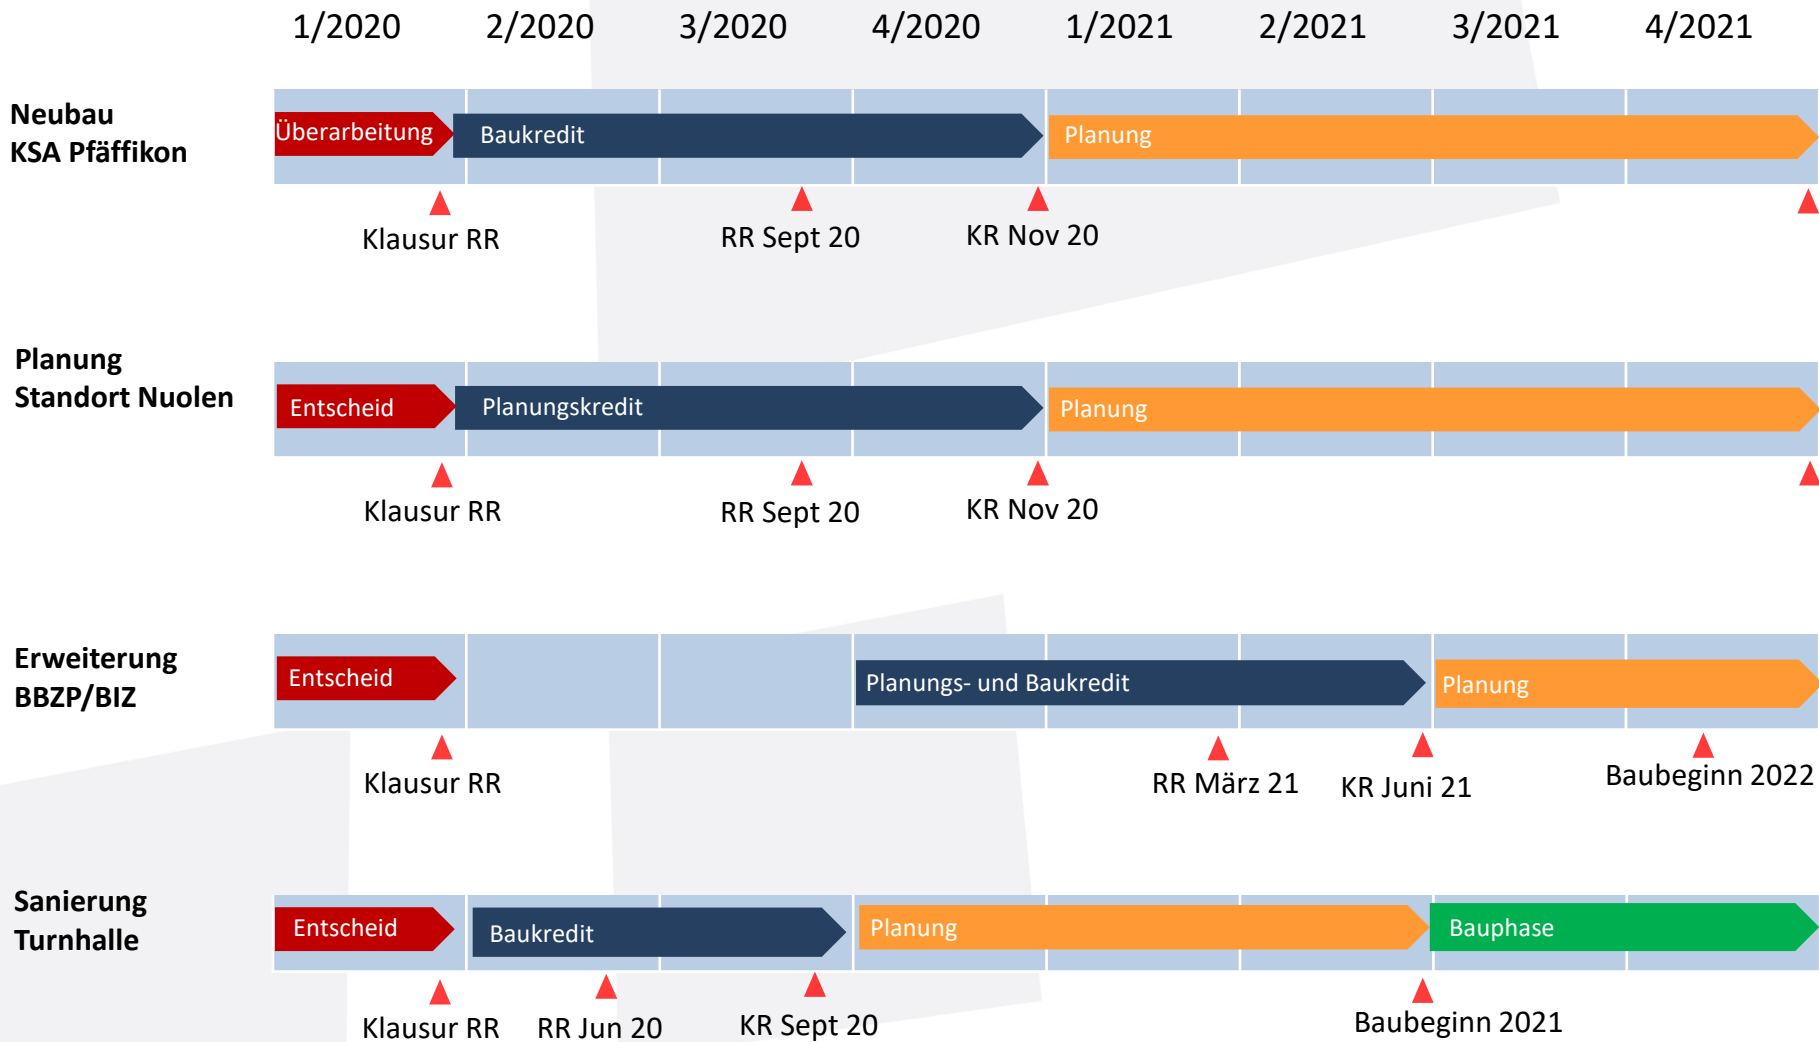 1/2020 2/2020 3/2020 4/2020 1/2021 2/2021 3/2021 4/2021
Neubau
KSA Pfäffikon
Überarbeitung Baukredit Planung
Klausur RR RR Sept 20 KR Nov 20
Planung
Standort Nuolen
Entscheid Planungskredit Planung
Klausur RR RR Sept 20 KR Nov 20
Erweiterung
BBZP/BIZ
Entscheid Planungs- und Baukredit Planung
Klausur RR RR März 21 KR Juni 21 Baubeginn 2022
Sanierung
Turnhalle
Entscheid Baukredit Planung Bauphase
Klausur RR RR Jun 20 KR Sept 20 Baubeginn 2021